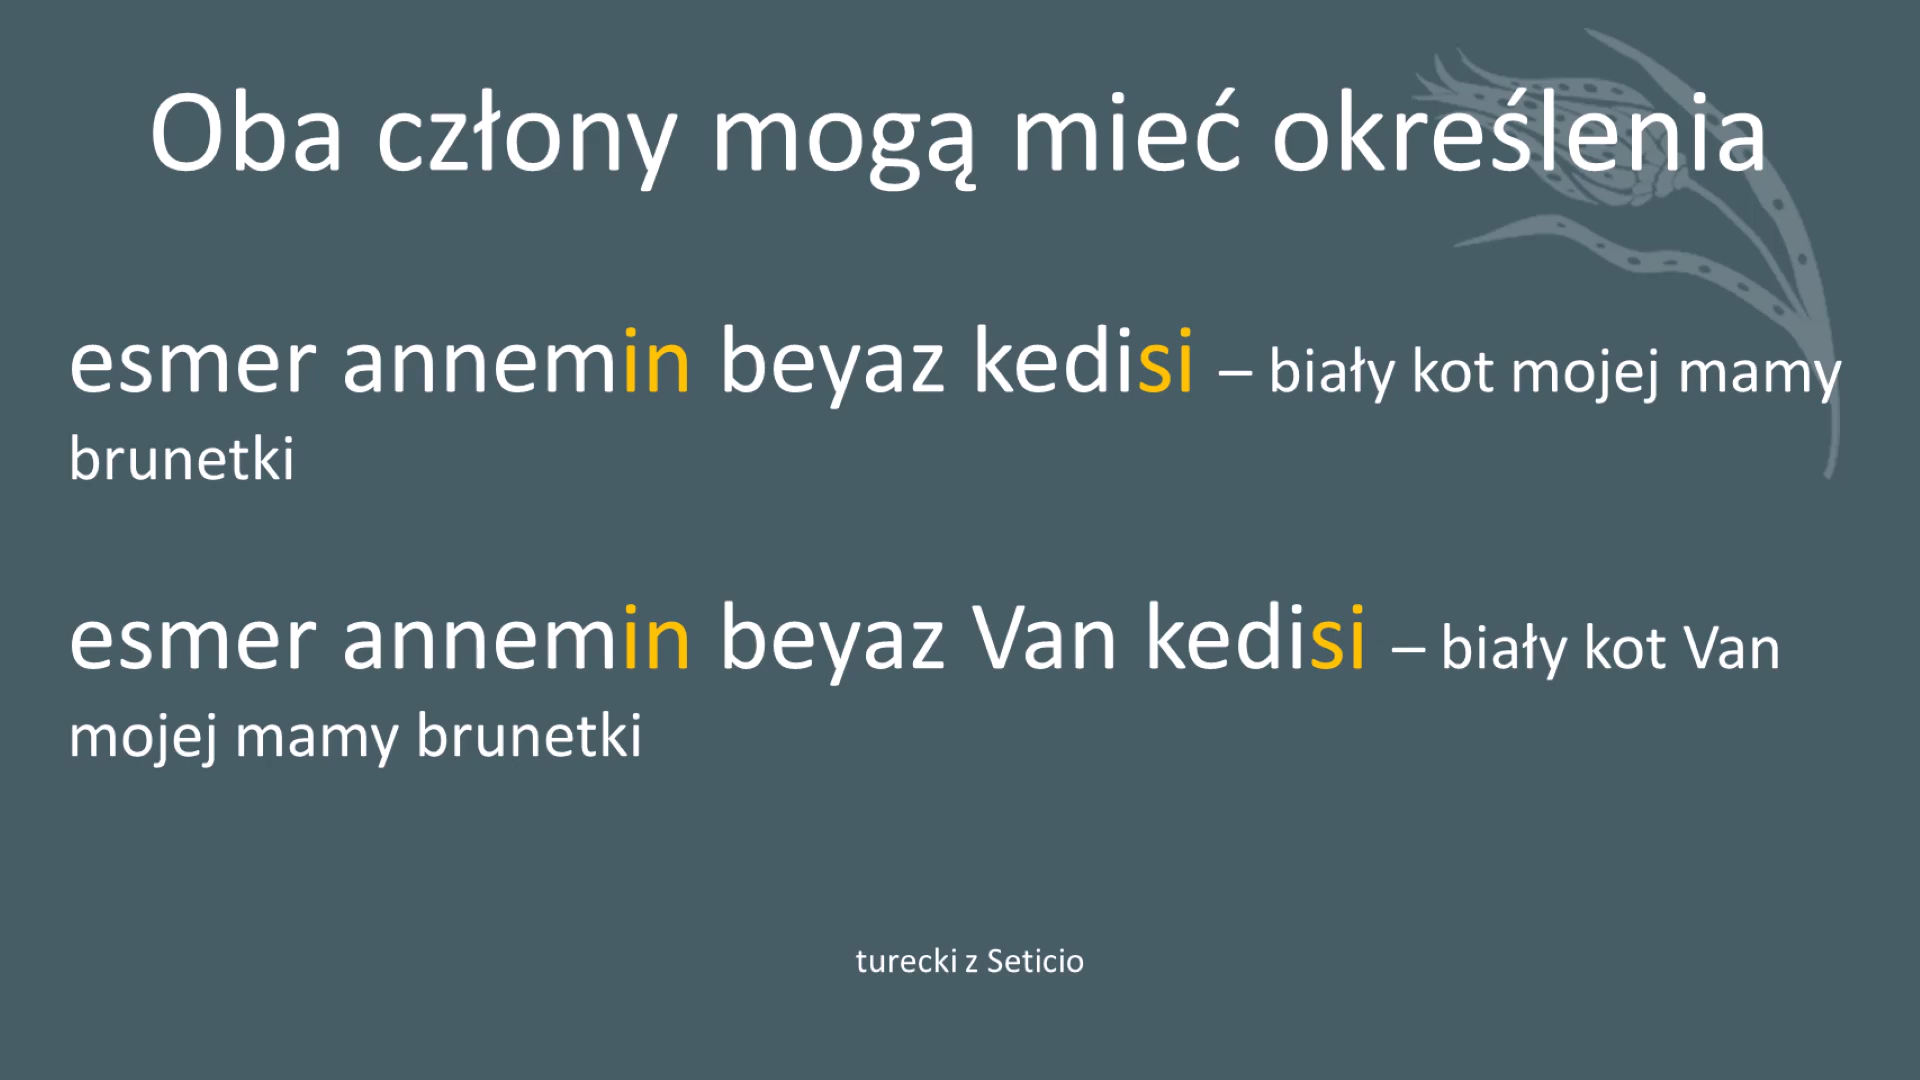 Oba człony mogą mieć określenia
esmer annemin beyaz kedisi – biały kot mojej mamy
brunetki
esmer annemin beyaz Van kedisi – biały kot Van
mojej mamy brunetki
turecki z Seticio